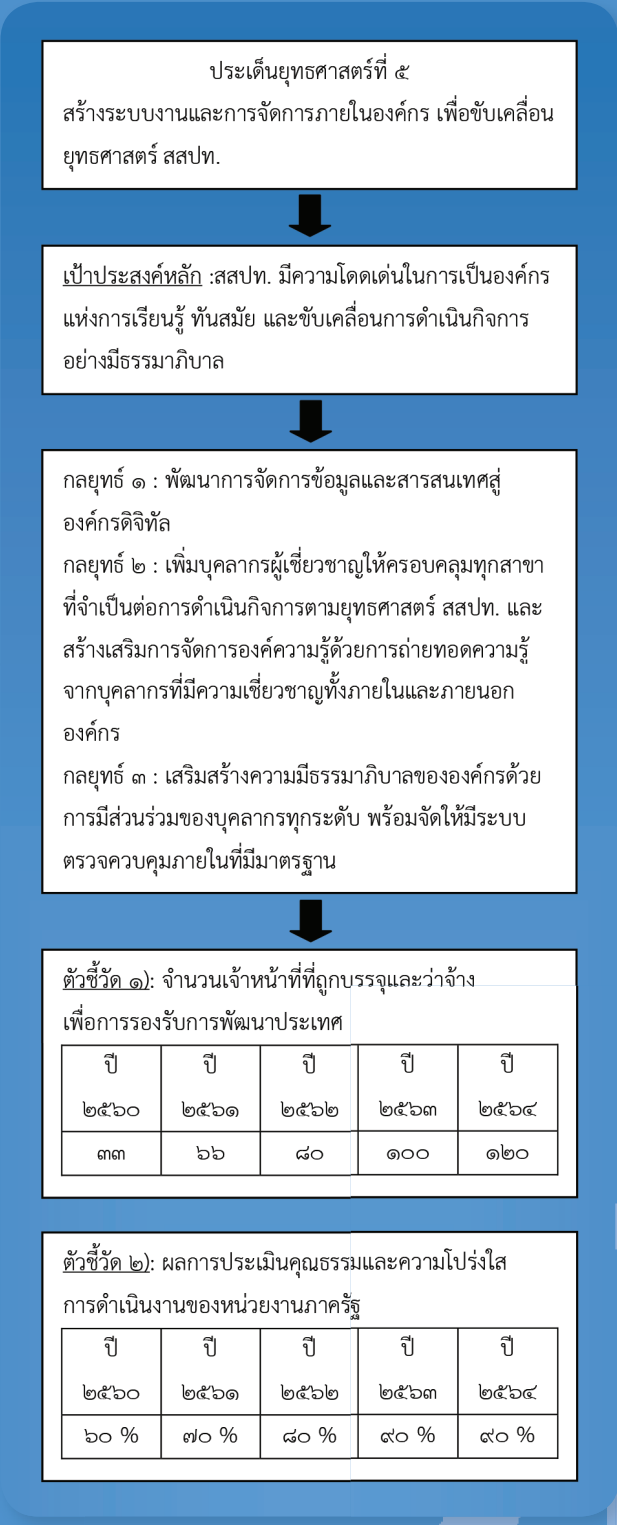 ประเด็นยุทธศาสตร์ที่ ๕
สร้างระบบงานและการจัดการภายในองค์กร เพื่อขับเคลื่อน
ยุทธศาสตร์ สสปท.
เป้าประสงค์หลัก :สสปท. มีความโดดเด่นในการเป็นองค์กร
แห่งการเรียนรู้ ทันสมัย และขับเคลื่อนการดำเนินกิจการ
อย่างมีธรรมาภิบาล
กลยุทธ์ ๑ : พัฒนาการจัดการข้อมูลและสารสนเทศสู่
องค์กรดิจิทัล
กลยุทธ์ ๒ : เพิ่มบุคลากรผู้เชี่ยวชาญให้ครอบคลุมทุกสาขา
ที่จำเป็นต่อการดำเนินกิจการตามยุทธศาสตร์ สสปท. และ
สร้างเสริมการจัดการองค์ความรู้ด้วยการถ่ายทอดความรู้
จากบุคลากรที่มีความเชี่ยวชาญทั้งภายในและภายนอก
องค์กร
กลยุทธ์ ๓ : เสริมสร้างความมีธรรมาภิบาลขององค์กรด้วย
การมีส่วนร่วมของบุคลากรทุกระดับ พร้อมจัดให้มีระบบ
ตรวจควบคุมภายในที่มีมาตรฐาน
ตัวชี้วัด ๑): จำนวนเจ้าหน้าที่ที่ถูกบรรจุและว่าจ้าง
เพื่อการรองรับการพัฒนาประเทศ
ปี ปี ปี ปี ปี
๒๕๖๐ ๒๕๖๑ ๒๕๖๒ ๒๕๖๓ ๒๕๖๔
๓๓ ๖๖ ๘๐ ๑๐๐ ๑๒๐
ตัวชี้วัด ๒): ผลการประเมินคุณธรรมและความโปร่งใส
การดำเนินงานของหน่วยงานภาครัฐ
ปี ปี ปี ปี ปี
๒๕๖๐ ๒๕๖๑ ๒๕๖๒ ๒๕๖๓ ๒๕๖๔
๖๐ % ๗๐ % ๘๐ % ๙๐ % ๙๐ %